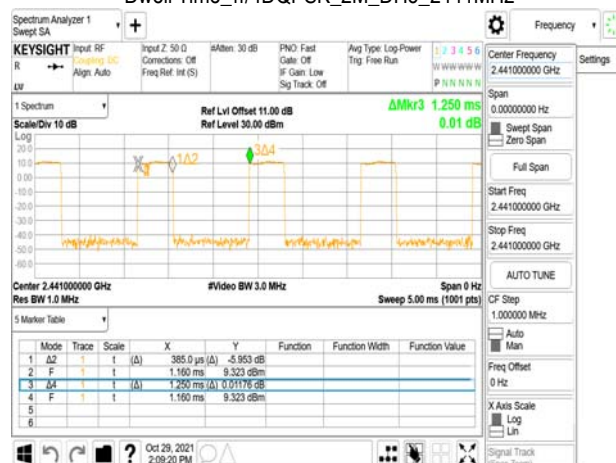 Spectrum Analyzer 1
Swept SA
+
Frequency
Settings
KEYSIGHT
R
Input: RF
Coupling: DC
Align: Auto
Input Z: 50 Ω
Corrections: Off
Freq Ref: Int (S)
#Atten: 30 dB
PNO: Fast
Gate: Off
IF Gain: Low
Sig Track: Off
Avg Type: Log-Power
Trig: Free Run
1 2 3 4 5 6
W W W W W W
P N N N N N
1 Spectrum
Scale/Div 10 dB
Log
Ref Lvl Offset 11.00 dB
Ref Level 30.00 dBm
ΔMkr3 1.250 ms
0.01 dB
20.0
10.0
0.00
-10.0
-20.0
-30.0
-40.0
-50.0
-60.0
1Δ2
3Δ4
Center 2.441000000 GHz
Res BW 1.0 MHz
#Video BW 3.0 MHz
Span 0 Hz
Sweep 5.00 ms (1001 pts)
5 Marker Table
Mode Trace Scale X Y Function Function Width Function Value
1 Δ2 1 t (Δ) 385.0 µs (Δ) -5.953 dB
2 F 1 t 1.160 ms 9.323 dBm
3 Δ4 1 t (Δ) 1.250 ms (Δ) 0.01176 dB
4 F 1 t 1.160 ms 9.323 dBm
5
6
?
Oct 29, 2021
2:09:20 PM
Center Frequency
2.441000000 GHz
Span
0.00000000 Hz
Swept Span
Zero Span
Full Span
Start Freq
2.441000000 GHz
Stop Freq
2.441000000 GHz
AUTO TUNE
CF Step
1.000000 MHz
Auto
Man
Freq Offset
0 Hz
X Axis Scale
Log
Lin
Signal Track